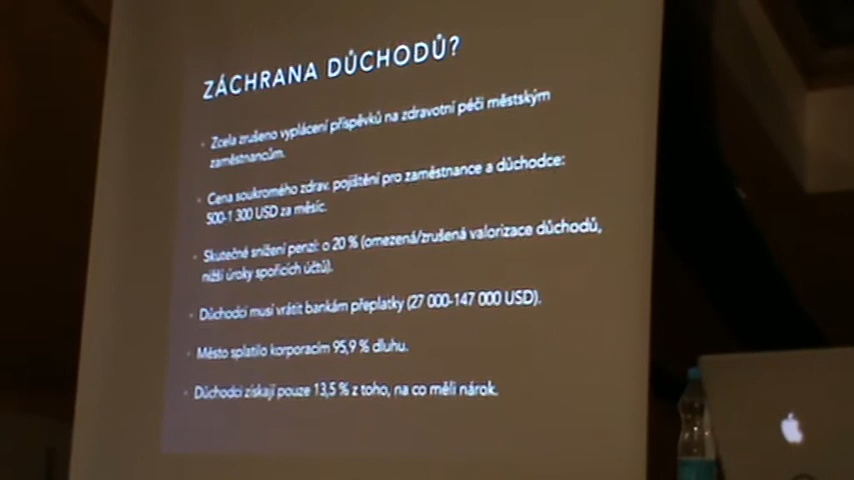 ZÁCHRANA DŮCHODŮ?
Zcela zrušeno vyplácení příspěvků na zdravotní péči městským
zaměstnancům.
Cena soukromého zdrav. pojištění pro zaměstnance a důchodce:
500-1 300 USD za měsíc.
Skutečné snížení penzí: o 20 % (omezená/zrušená valorizace důchodů,
nižší úroky spořicích účtů).
Důchodci musí vrátit bankám přeplatky (27 000-147 000 USD).
Město splatilo korporacím 95,9 % dluhu.
Důchodci získají pouze 13,5 % z toho, na co měli nárok.